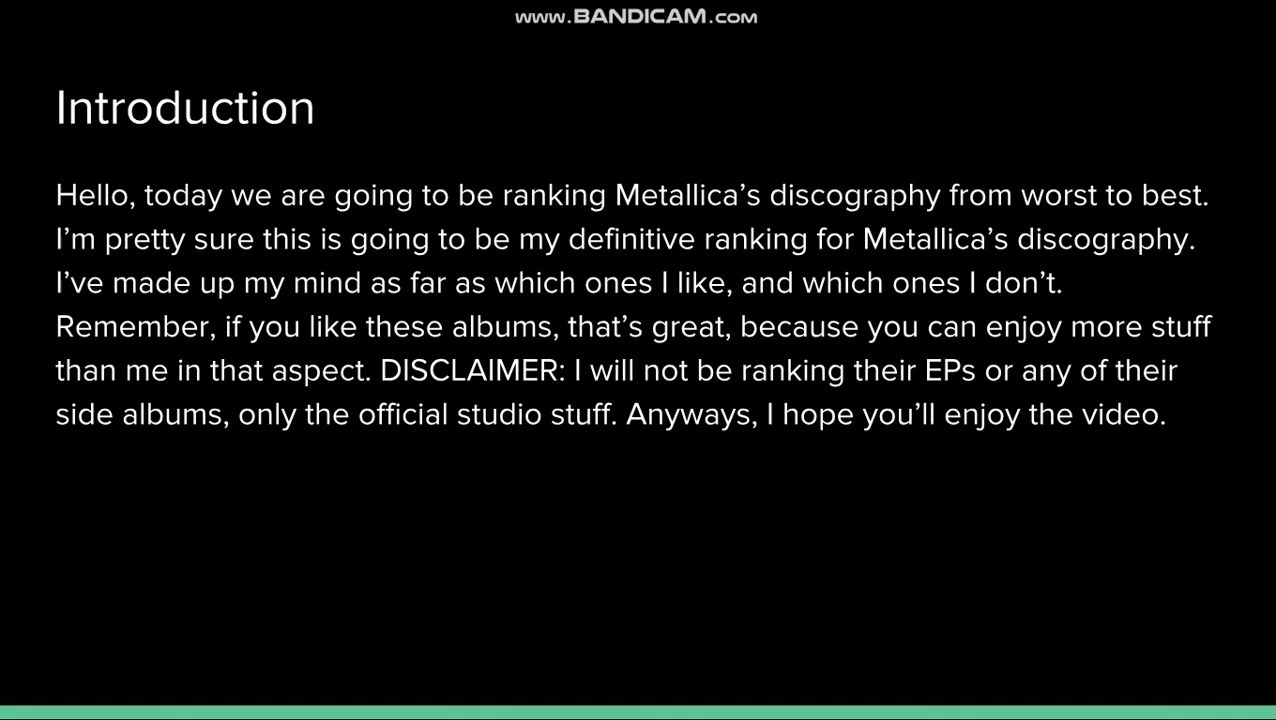 www.BANDICAM.com
Introduction
Hello, today we are going to be ranking Metallica’s discography from worst to best.
I’m pretty sure this is going to be my definitive ranking for Metallica’s discography.
I’ve made up my mind as far as which ones I like, and which ones I don’t.
Remember, if you like these albums, that’s great, because you can enjoy more stuff
than me in that aspect. DISCLAIMER: I will not be ranking their EPs or any of their
side albums, only the official studio stuff. Anyways, I hope you’ll enjoy the video.